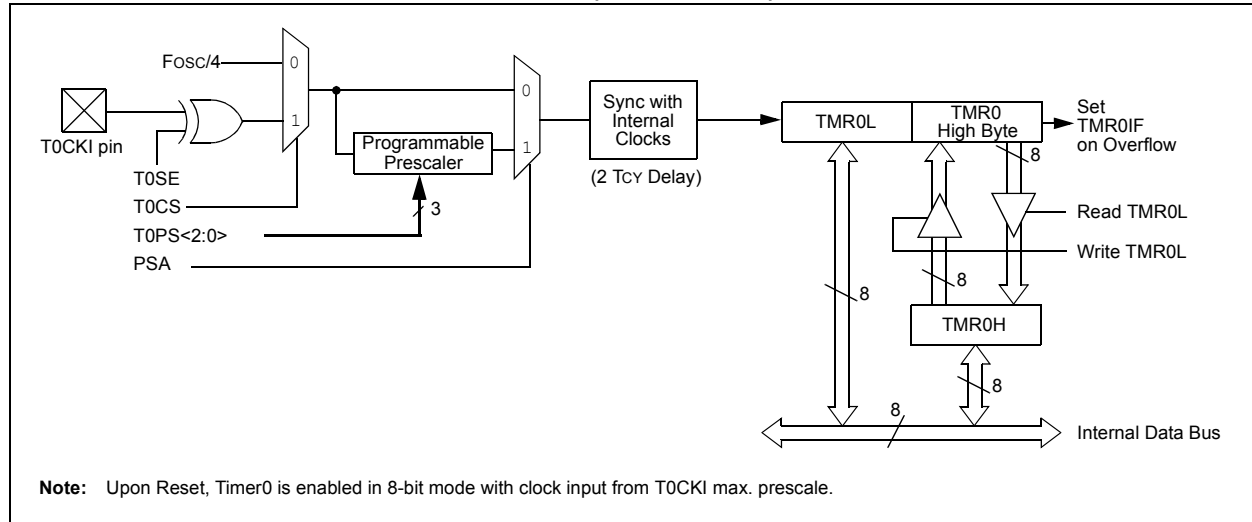 FOSC/4
0
1
T0CKI pin
T0SE
T0CS
T0PS<2:0>
PSA
Programmable
Prescaler
3
0
1
Sync with
Internal
Clocks
(2 TCY Delay)
TMR0L
TMR0
High Byte
Set
TMR0IF
on Overflow
8
Read TMR0L
Write TMR0L
8
8
TMR0H
8
8
Internal Data Bus
Note: Upon Reset, Timer0 is enabled in 8-bit mode with clock input from T0CKI max. prescale.